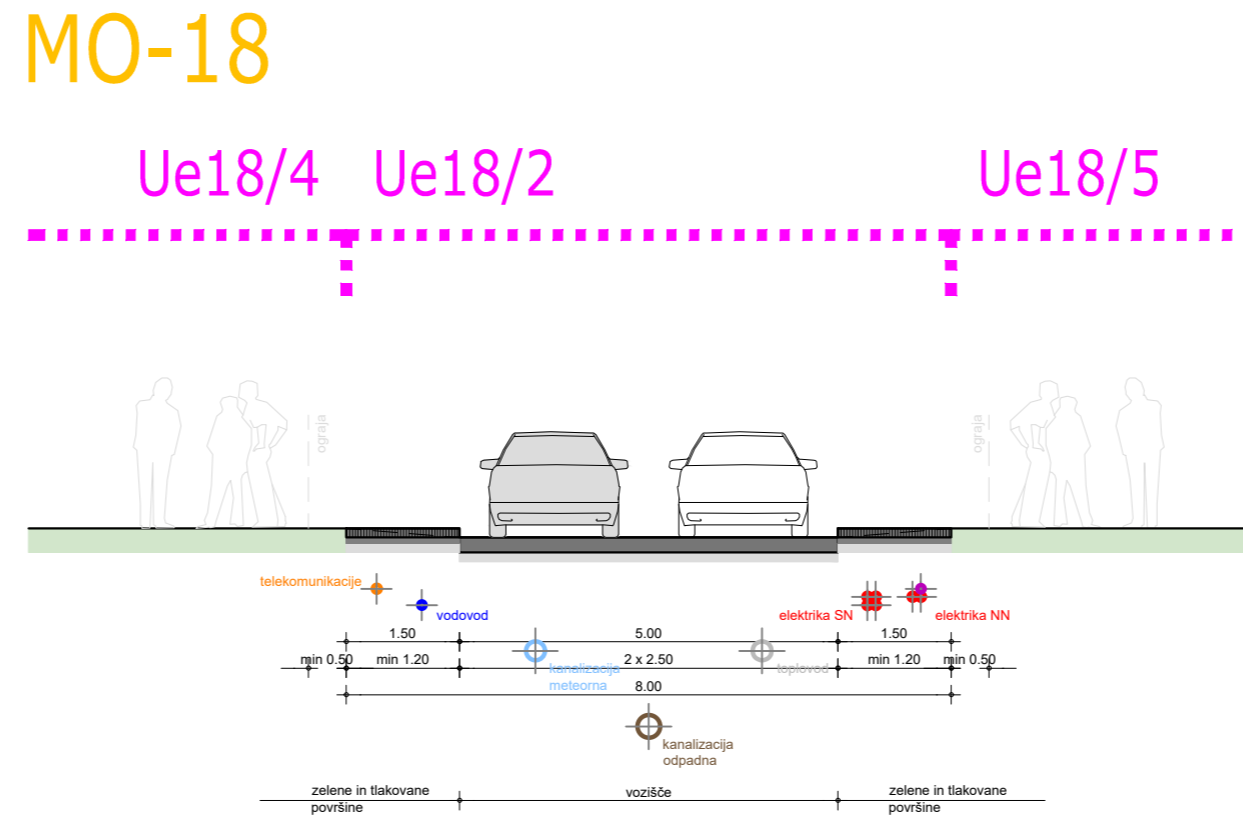 MO-18
Ue18/4 Ue18/2 Ue18/5
ograja ograja
telekomunikacije
vodovod elektrika SN elektrika NN
1.50 5.00 1.50
min 0.50 min 1.20 2 x 2.50 min 1.20 min 0.50
kanalizacija toplovod
meteorna
8.00
kanalizacija
odpadna
zelene in tlakovane vozišče zelene in tlakovane
površine površine